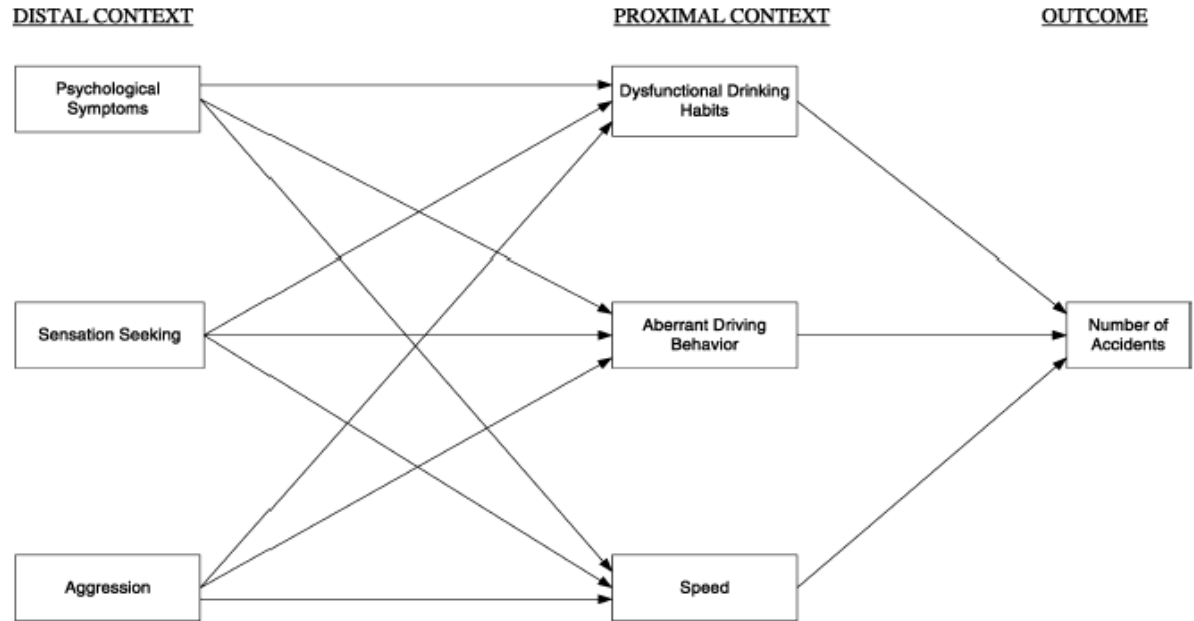 DISTAL CONTEXT
PROXIMAL CONTEXT
OUTCOME
Psychological
Symptoms
Dysfunctional Drinking
Habits
Sensation Seeking
Aberrant Driving
Behavior
Number of
Accidents
Aggression
Speed